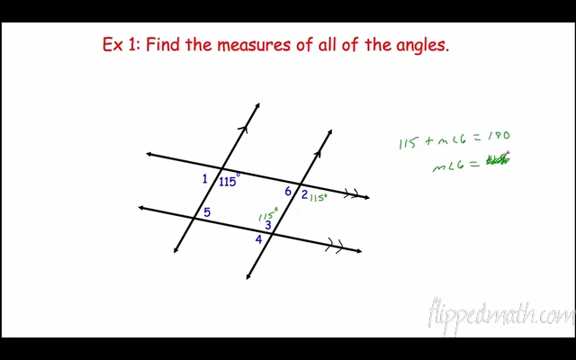 Ex 1: Find the measures of all of the angles.
115 + m∠6 = 180
m∠6 =
1 115°
6 2 115°
5
115°
3
4
flippedmath.com